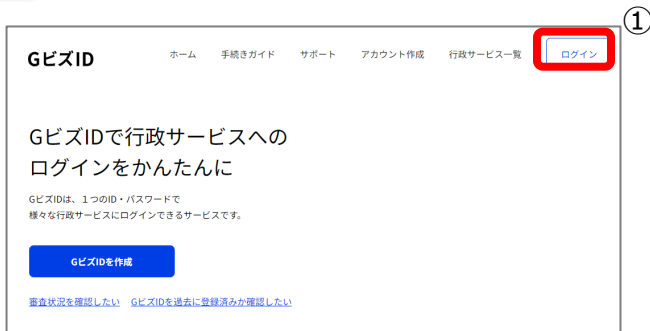 ①
GビズID ホーム 手続きガイド サポート アカウント作成 行政サービス一覧 ログイン
GビズIDで行政サービスへの
ログインをかんたんに
GビズIDは、１つのID・パスワードで
様々な行政サービスにログインできるサービスです。
GビズIDを作成
審査状況を確認したい GビズIDを過去に登録済みか確認したい